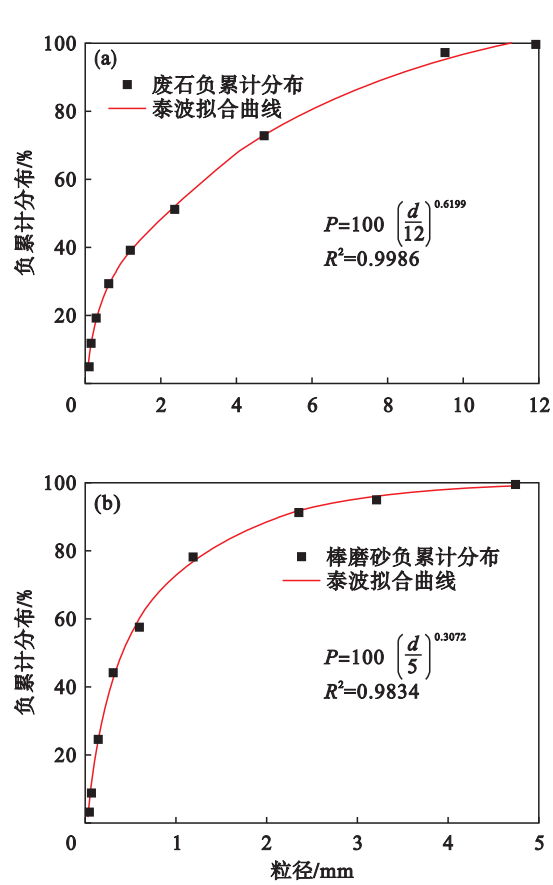 100
(a)
废石负累计分布
80
泰波拟合曲线
60
P=100 (d/12)^0.6199
40
R²=0.9986
20
0 2 4 6 8 10 12
负累计分布/%
100
(b)
80
棒磨砂负累计分布
泰波拟合曲线
60
P=100 (d/5)^0.3072
40
R²=0.9834
20
0 1 2 3 4 5
负累计分布/%
粒径/mm